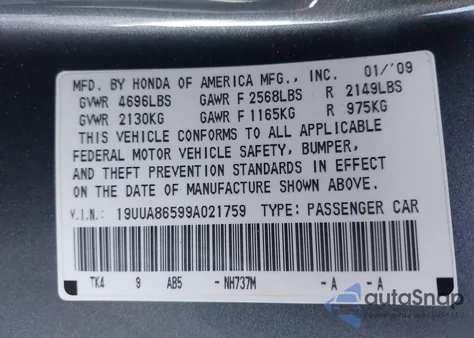 MFD. BY HONDA OF AMERICA MFG., INC. 01/'09
GVWR 4696LBS GAWR F 2568LBS R 2149LBS
GVWR 2130KG GAWR F 1165KG R 975KG
THIS VEHICLE CONFORMS TO ALL APPLICABLE
FEDERAL MOTOR VEHICLE SAFETY, BUMPER,
AND THEFT PREVENTION STANDARDS IN EFFECT
ON THE DATE OF MANUFACTURE SHOWN ABOVE.
V.I.N.: 19UUA86599A021759 TYPE: PASSENGER CAR
TK4 9 AB5 -NH737M -A -A
autoSnap